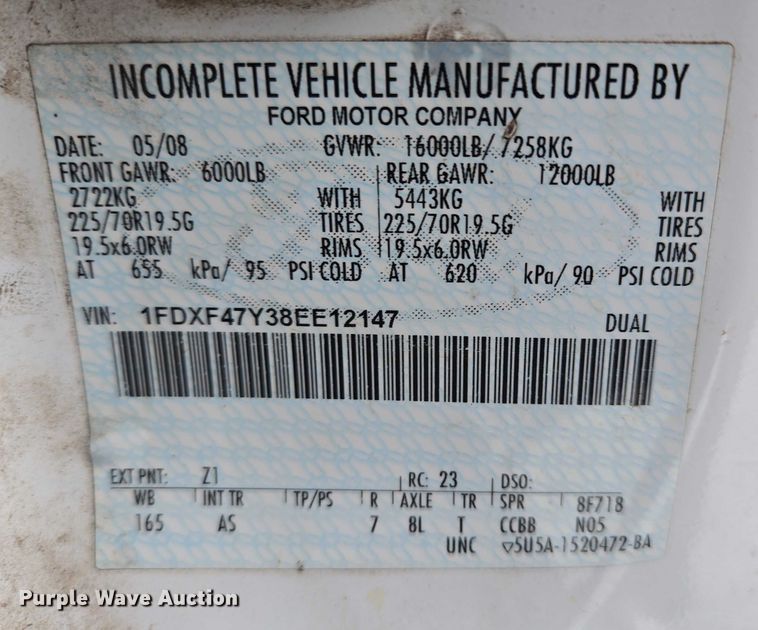 INCOMPLETE VEHICLE MANUFACTURED BY
FORD MOTOR COMPANY
DATE: 05/08 GVWR: 16000LB/ 7258KG
FRONT GAWR: 6000LB REAR GAWR: 12000LB
2722KG WITH 5443KG WITH
225/70R19.5G TIRES 225/70R19.5G TIRES
19.5x6.0RW RIMS 19.5x6.0RW RIMS
AT 655 kPa/ 95 PSI COLD AT 620 kPa/ 90 PSI COLD
VIN: 1FDXF47Y38EE12147 DUAL
EXT PNT: Z1 RC: 23 DSO:
WB INT TR TP/PS R AXLE TR SPR 8F718
165 AS 7 8L T CCBB N05
UNC ▽5U5A-1520472-BA
Purple Wave Auction